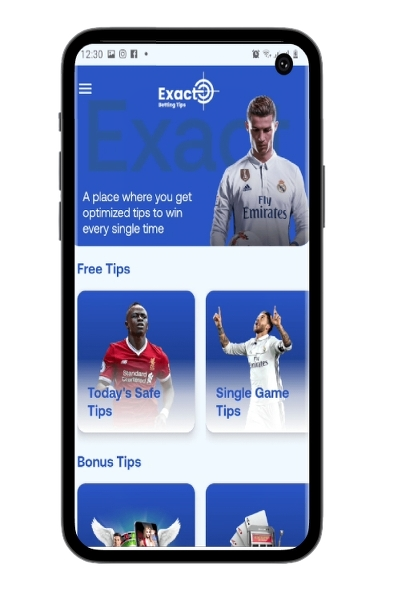 12:30
Exact
Betting Tips
Exact
A place where you get
optimized tips to win
every single time
Fly
Emirates
Free Tips
Standard
Chartered
Today's Safe
Tips
Fly
Emirates
Single Game
Tips
Bonus Tips